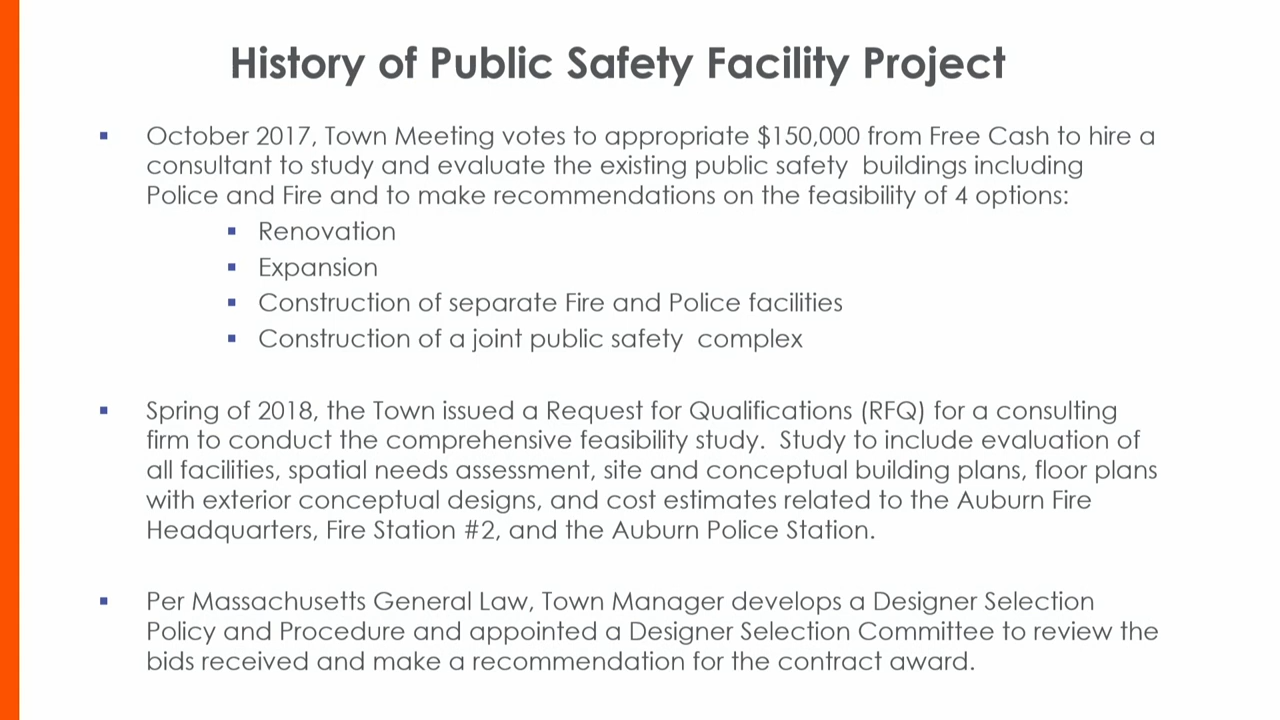 History of Public Safety Facility Project
▪ October 2017, Town Meeting votes to appropriate $150,000 from Free Cash to hire a
consultant to study and evaluate the existing public safety  buildings including
Police and Fire and to make recommendations on the feasibility of 4 options:
▪ Renovation
▪ Expansion
▪ Construction of separate Fire and Police facilities
▪ Construction of a joint public safety  complex
▪ Spring of 2018, the Town issued a Request for Qualifications (RFQ) for a consulting
firm to conduct the comprehensive feasibility study.  Study to include evaluation of
all facilities, spatial needs assessment, site and conceptual building plans, floor plans
with exterior conceptual designs, and cost estimates related to the Auburn Fire
Headquarters, Fire Station #2, and the Auburn Police Station.
▪ Per Massachusetts General Law, Town Manager develops a Designer Selection
Policy and Procedure and appointed a Designer Selection Committee to review the
bids received and make a recommendation for the contract award.